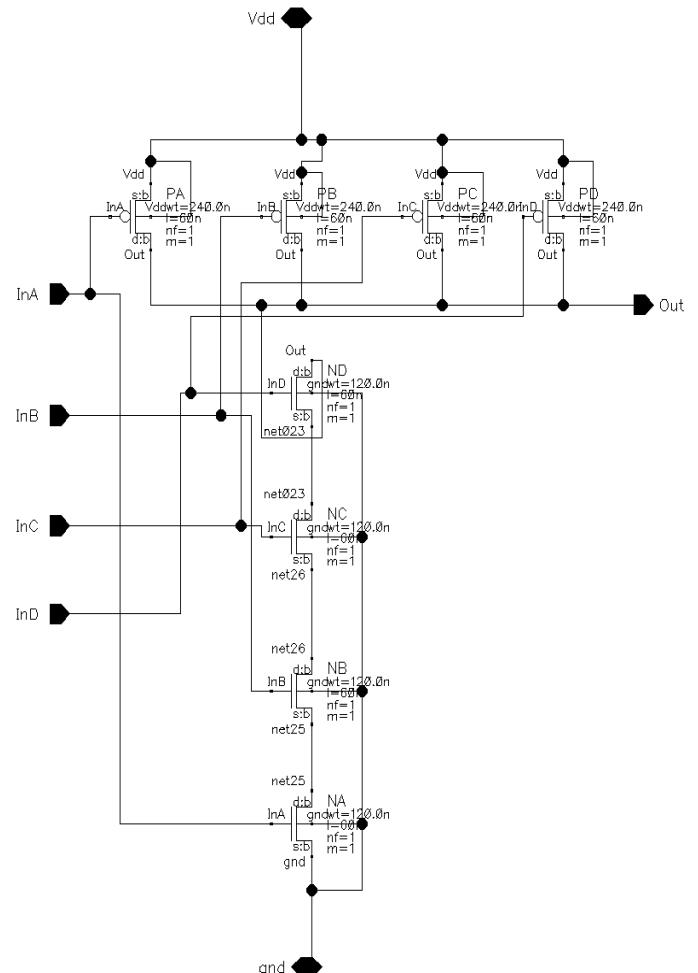 Vdd
Vdd Vdd Vdd Vdd
s:b PA s:b PB s:b PC s:b PD
InA Vddwt=240.0n InB Vddwt=240.0n InC Vddwt=240.0n InD Vddwt=240.0n
l=60n l=60n l=60n l=60n
d:b nf=1 d:b nf=1 d:b nf=1 d:b nf=1
m=1 m=1 m=1 m=1
Out Out Out Out
InA
Out
Out
d:b ND
InD gndwt=120.0n
l=60n
nf=1
s:b m=1
InB
net023
net023
d:b NC
InC
InC gndwt=120.0n
l=60n
nf=1
s:b m=1
net26
InD
net26
d:b NB
InB gndwt=120.0n
l=60n
nf=1
s:b m=1
net25
net25
d:b NA
InA gndwt=120.0n
l=60n
nf=1
s:b m=1
gnd
gnd